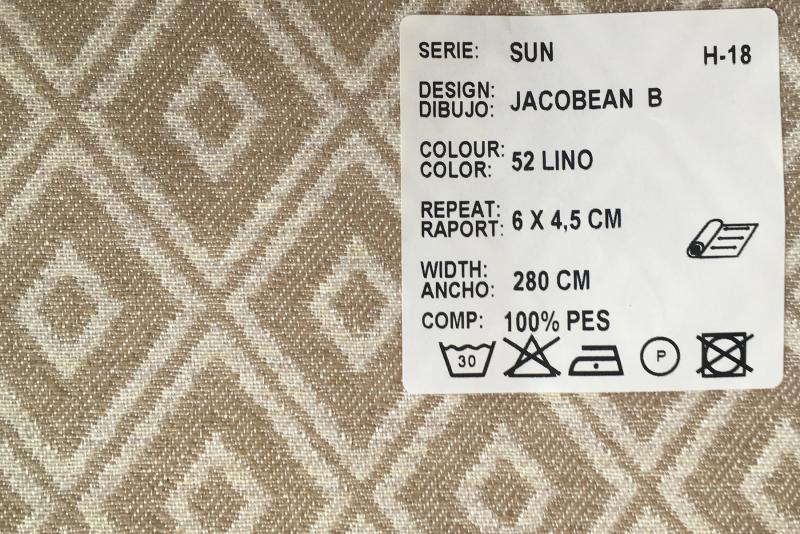 SERIE: SUN H-18
DESIGN:
DIBUJO: JACOBEAN B
COLOUR:
COLOR: 52 LINO
REPEAT:
RAPORT: 6 X 4,5 CM
WIDTH:
ANCHO: 280 CM
COMP: 100% PES
30 P